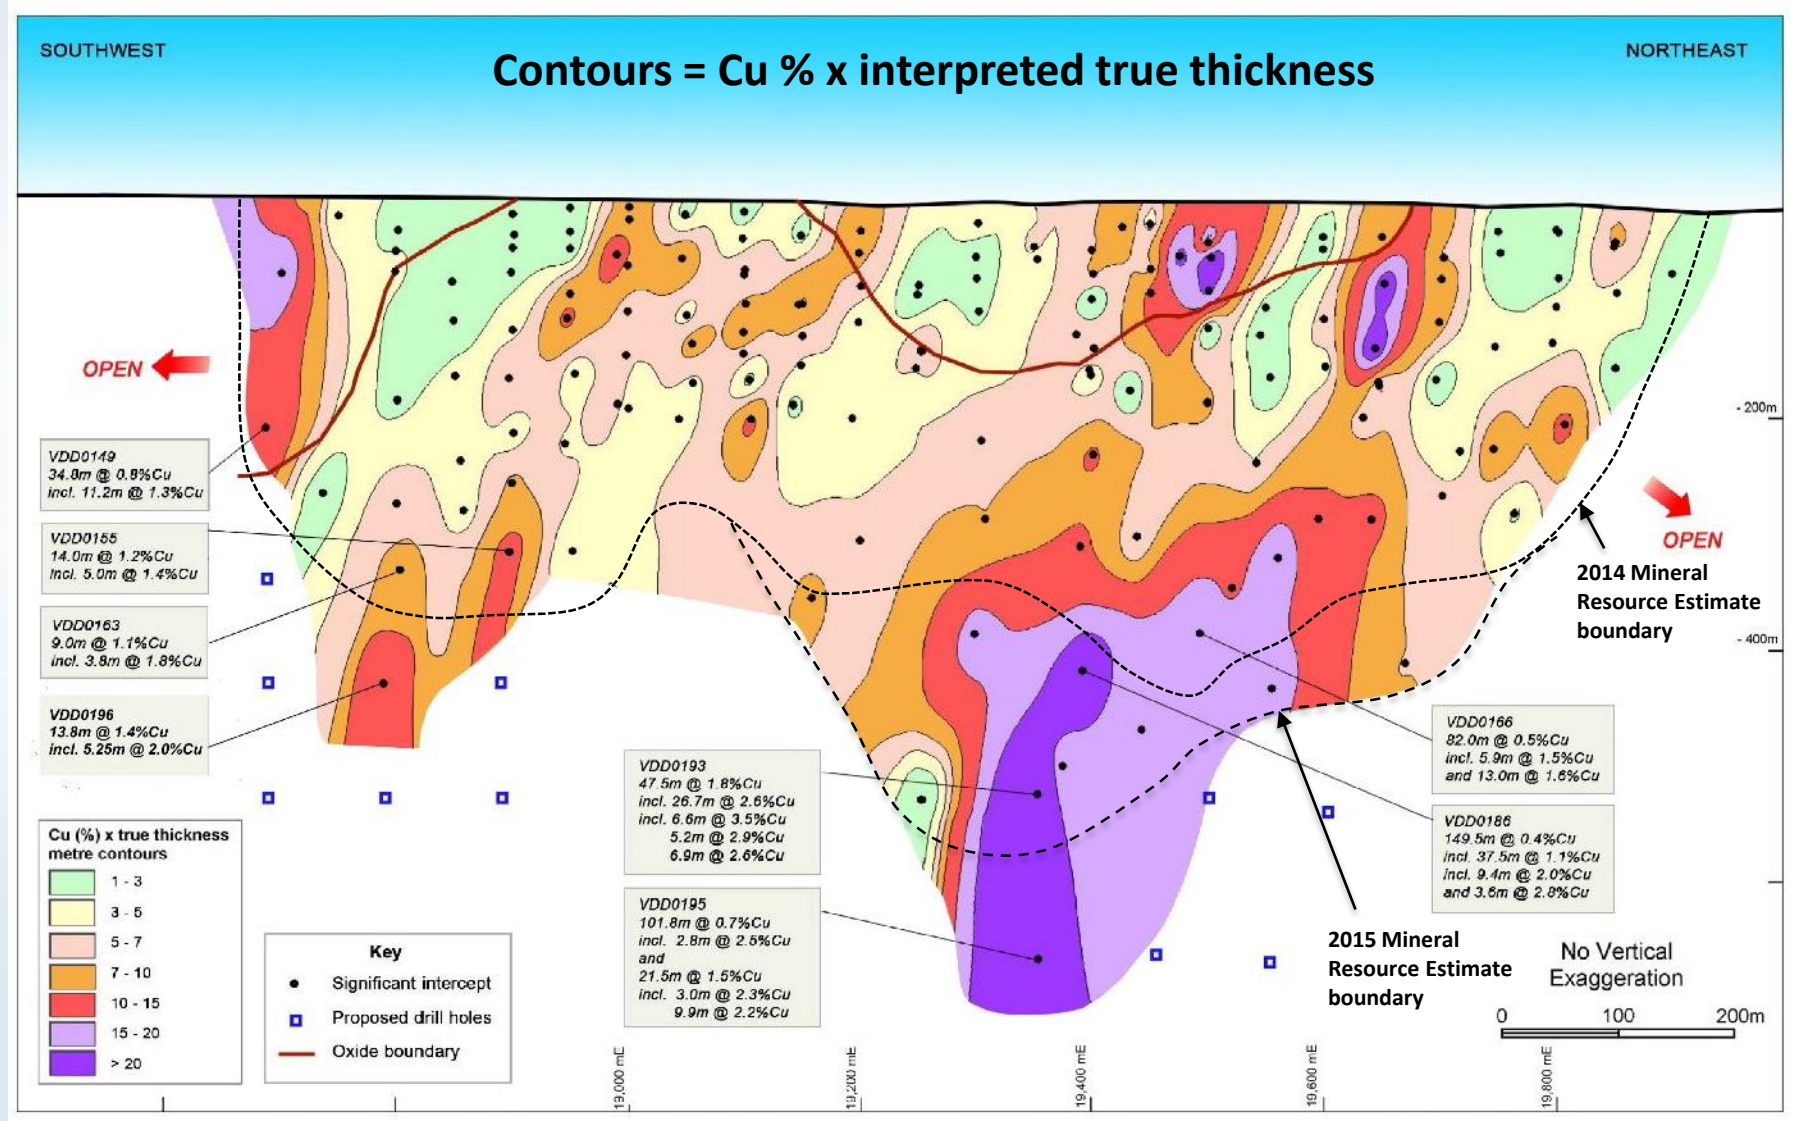 SOUTHWEST
Contours = Cu % x interpreted true thickness
NORTHEAST
OPEN
- 200m
VDD0149
34.8m @ 0.8%Cu
incl. 11.2m @ 1.3%Cu
VDD0155
14.0m @ 1.2%Cu
incl. 5.0m @ 1.4%Cu
OPEN
2014 Mineral
Resource Estimate
boundary
VDD0163
9.0m @ 1.1%Cu
incl. 3.8m @ 1.8%Cu
- 400m
VDD0196
13.8m @ 1.4%Cu
incl. 5.25m @ 2.0%Cu
VDD0166
82.0m @ 0.5%Cu
incl. 5.9m @ 1.5%Cu
and 13.0m @ 1.6%Cu
VDD0193
47.5m @ 1.8%Cu
incl. 26.7m @ 2.6%Cu
incl. 6.6m @ 3.5%Cu
5.2m @ 2.9%Cu
6.9m @ 2.6%Cu
VDD0186
149.5m @ 0.4%Cu
incl. 37.5m @ 1.1%Cu
incl. 9.4m @ 2.0%Cu
and 3.6m @ 2.8%Cu
VDD0195
101.8m @ 0.7%Cu
incl. 2.8m @ 2.5%Cu
and
21.5m @ 1.5%Cu
incl. 3.0m @ 2.3%Cu
9.9m @ 2.2%Cu
Cu (%) x true thickness
metre contours
1 - 3
3 - 5
5 - 7
7 - 10
10 - 15
15 - 20
> 20
Key
Significant intercept
Proposed drill holes
Oxide boundary
2015 Mineral
Resource Estimate
boundary
No Vertical
Exaggeration
0 100 200m
19,000 mE
19,200 mE
19,400 mE
19,600 mE
19,800 mE